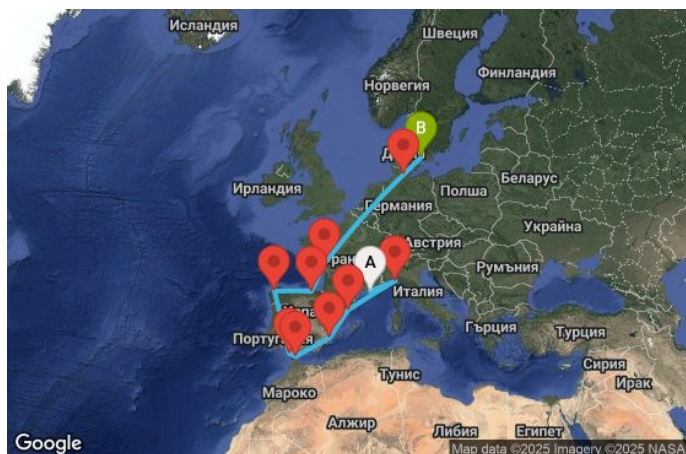 Исландия
Швеция
Финландия
Норвегия
B
Ирландия
Полша
Беларус
Германия
Украйна
Австрия
A
Румъния
Италия
Гърция
Турция
Сирия
Ирак
Тунис
Мароко
Алжир
Либия
Египет
Google
Map data ©2025 Imagery ©2025 NASA